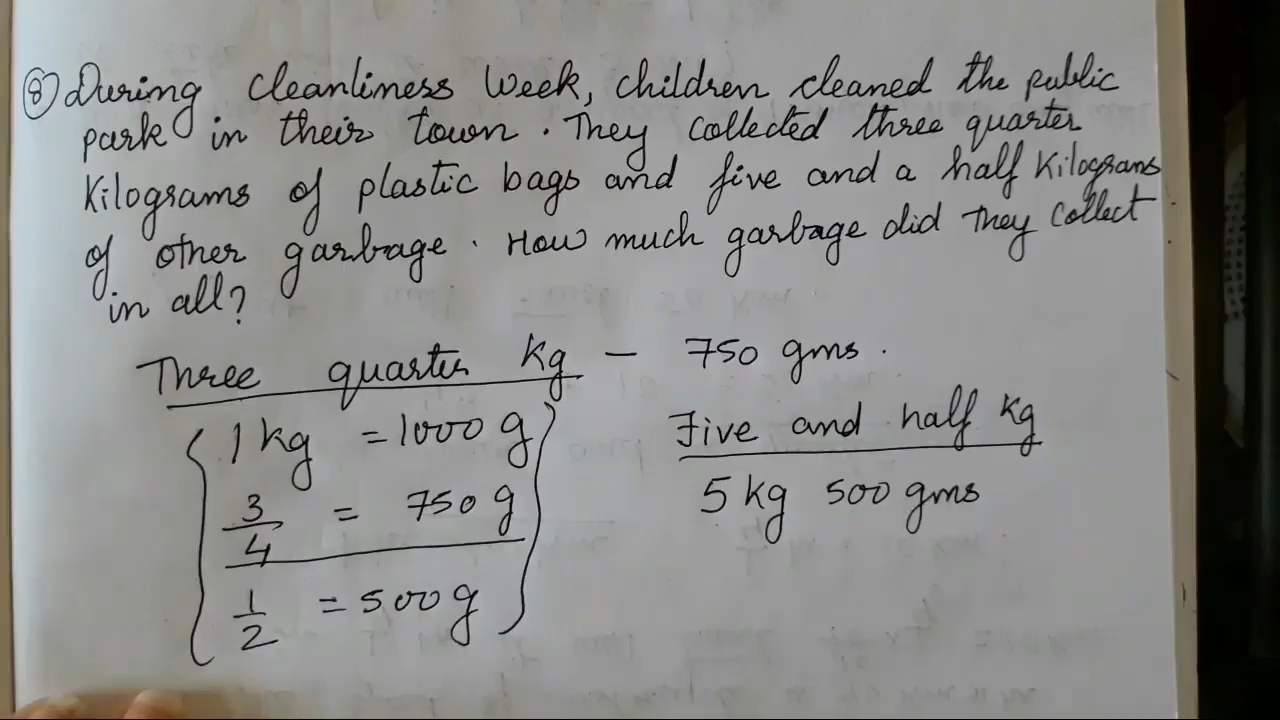 8 During cleanliness week, children cleaned the public
park in their town. They collected three quarter
Kilograms of plastic bags and five and a half Kilograms
of other garbage. How much garbage did They Collect
in all?
Three quarter kg - 750 gms.
1 kg = 1000 g
3/4 = 750 g
1/2 = 500 g
Five and half kg
5 kg 500 gms